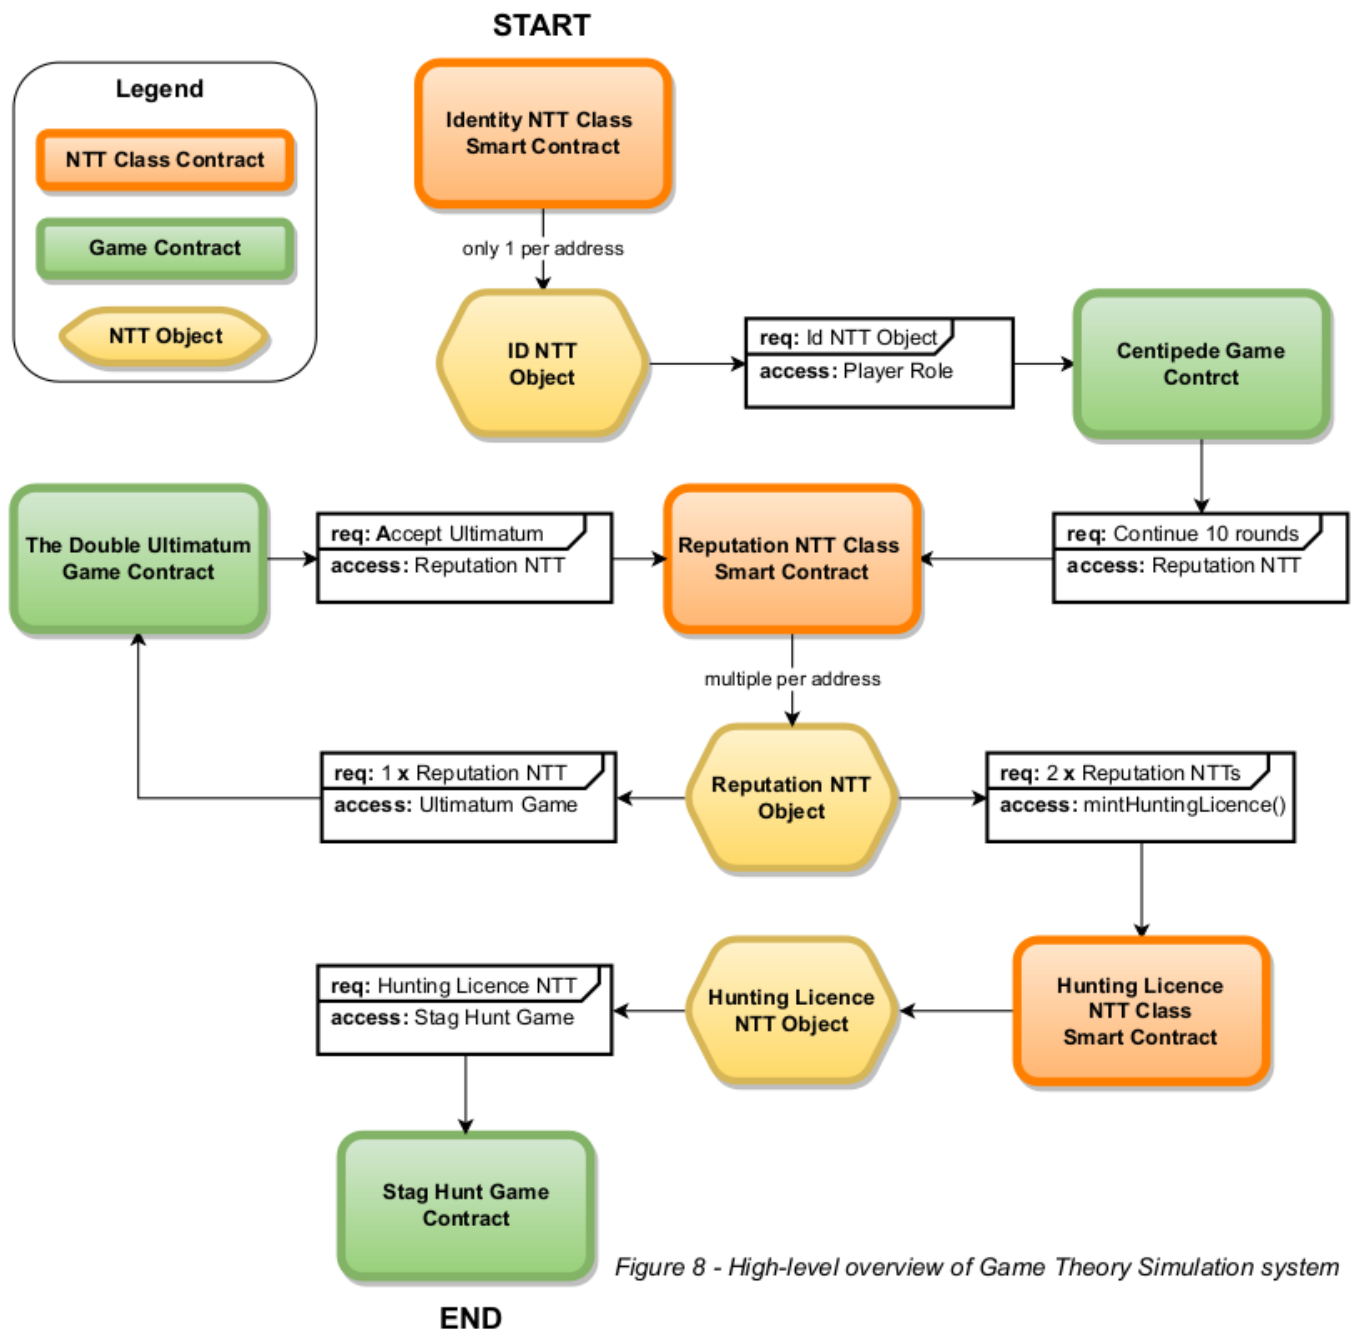 START
Legend
NTT Class Contract
Game Contract
NTT Object
Identity NTT Class
Smart Contract
only 1 per address
ID NTT
Object
req: Id NTT Object
access: Player Role
Centipede Game
Contrct
The Double Ultimatum
Game Contract
req: Accept Ultimatum
access: Reputation NTT
Reputation NTT Class
Smart Contract
req: Continue 10 rounds
access: Reputation NTT
multiple per address
req: 1 x Reputation NTT
access: Ultimatum Game
Reputation NTT
Object
req: 2 x Reputation NTTs
access: mintHuntingLicence()
req: Hunting Licence NTT
access: Stag Hunt Game
Hunting Licence
NTT Object
Hunting Licence
NTT Class
Smart Contract
Stag Hunt Game
Contract
Figure 8 - High-level overview of Game Theory Simulation system
END